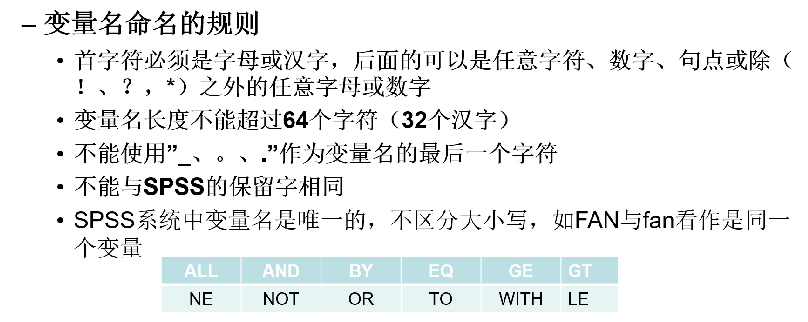 – 变量名命名的规则
• 首字符必须是字母或汉字，后面的可以是任意字符、数字、句点或除（
！、？，*）之外的任意字母或数字
• 变量名长度不能超过64个字符（32个汉字）
• 不能使用”_、。、.”作为变量名的最后一个字符
• 不能与SPSS的保留字相同
• SPSS系统中变量名是唯一的，不区分大小写，如FAN与fan看作是同一
个变量
ALL AND BY EQ GE GT
NE NOT OR TO WITH LE